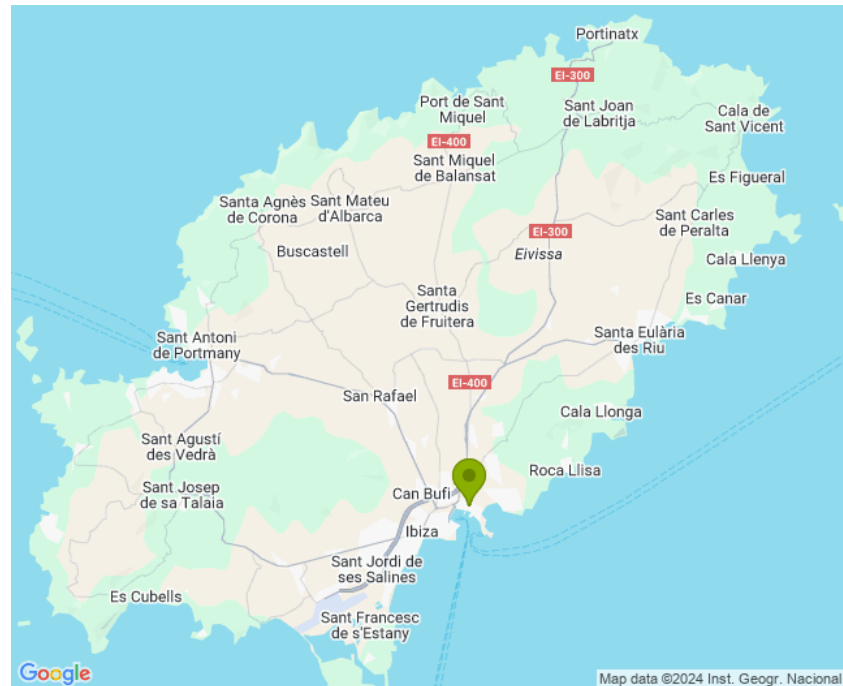 Portinatx
EI-300
Port de Sant
Miquel
Sant Joan
de Labritja
Cala de
Sant Vicent
EI-400
Sant Miquel
de Balansat
Es Figueral
Santa Agnès
de Corona
Sant Mateu
d'Albarca
Sant Carles
de Peralta
EI-300
Buscastell
Eivissa
Cala Llenya
Santa
Gertrudis
de Fruitera
Es Canar
Sant Antoni
de Portmany
Santa Eulària
des Riu
EI-400
San Rafael
Cala Llonga
Sant Agustí
des Vedrà
Roca Llisa
Sant Josep
de sa Talaia
Can Bufi
Ibiza
Sant Jordi de
ses Salines
Es Cubells
Sant Francesc
de s'Estany
Google
Map data ©2024 Inst. Geogr. Nacional